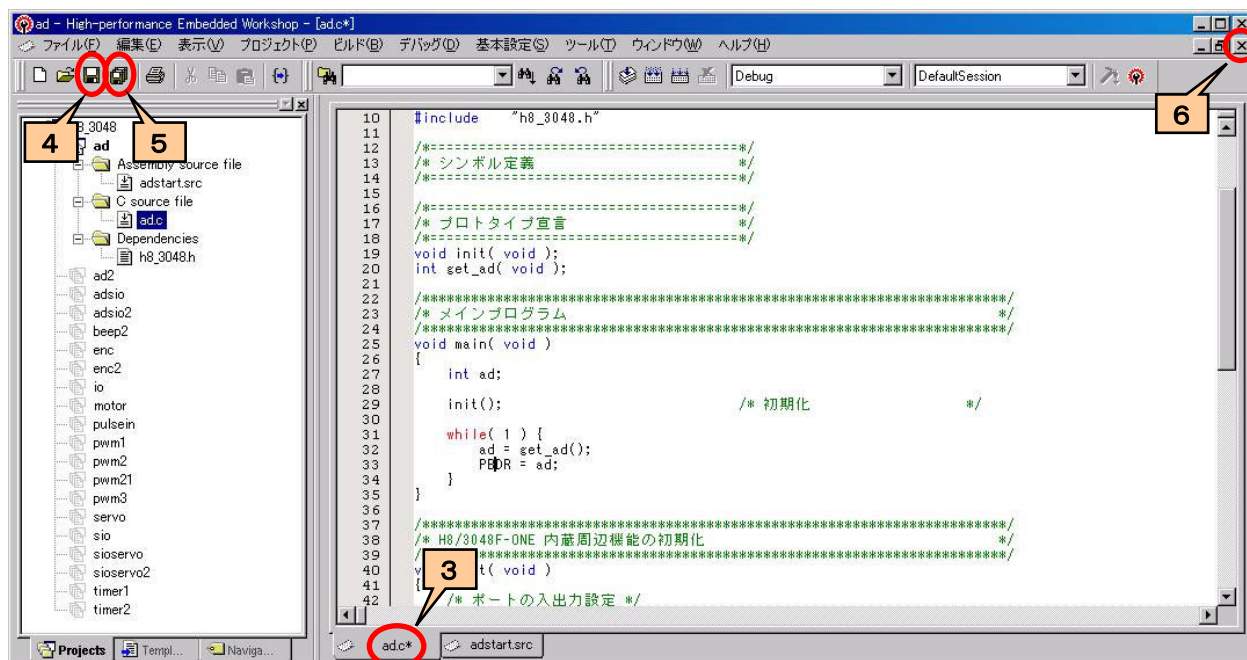 ad - High-performance Embedded Workshop - [ad.c*]
ファイル(F) 編集(E) 表示(V) プロジェクト(P) ビルド(B) デバッグ(D) 基本設定(S) ツール(T) ウィンドウ(W) ヘルプ(H)
Debug DefaultSession
4
5
6
3048
ad
Assembly source file
adstart.src
C source file
ad.c
Dependencies
h8_3048.h
ad2
adsio
adsio2
beep2
enc
enc2
io
motor
pulsein
pwm1
pwm2
pwm21
pwm3
servo
sio
sioservo
sioservo2
timer1
timer2
Projects Templ... Naviga...
10 #include "h8_3048.h"
11
12 /*======================================*/
13 /* シンボル定義 */
14 /*======================================*/
15
16 /*======================================*/
17 /* プロトタイプ宣言 */
18 /*======================================*/
19 void init( void );
20 int get_ad( void );
21
22 /************************************************************************/
23 /* メインプログラム */
24 /************************************************************************/
25 void main( void )
26 {
27 int ad;
28
29 init(); /* 初期化 */
30
31 while( 1 ) {
32 ad = get_ad();
33 PBDR = ad;
34 }
35 }
36
37 /************************************************************************/
38 /* H8/3048F-ONE 内蔵周辺機能の初期化 */
39 /************************************************************************/
40 v t( void )
41 {
42 /* ポートの入出力設定 */
3
ad.c* adstart.src